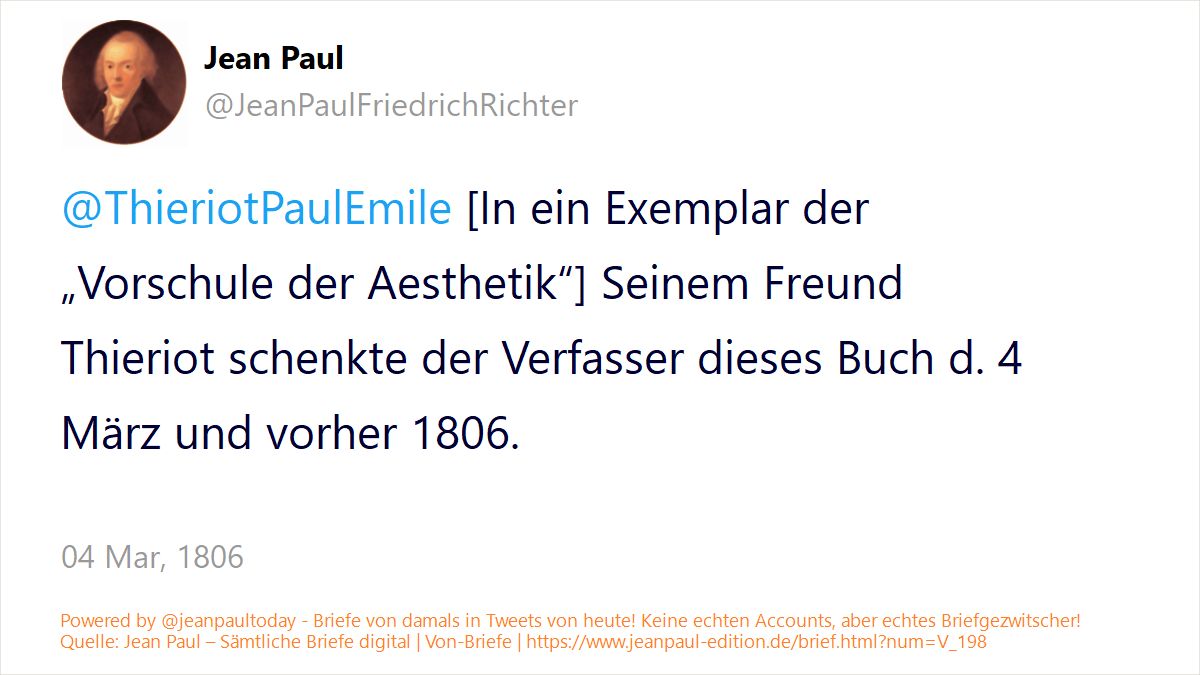 Jean Paul
@JeanPaulFriedrichRichter
@ThieriotPaulEmile [In ein Exemplar der
„Vorschule der Aesthetik“] Seinem Freund
Thieriot schenkte der Verfasser dieses Buch d. 4
März und vorher 1806.
04 Mar, 1806
Powered by @jeanpaultoday - Briefe von damals in Tweets von heute! Keine echten Accounts, aber echtes Briefgezwitscher!
Quelle: Jean Paul – Sämtliche Briefe digital | Von-Briefe | https://www.jeanpaul-edition.de/brief.html?num=V_198